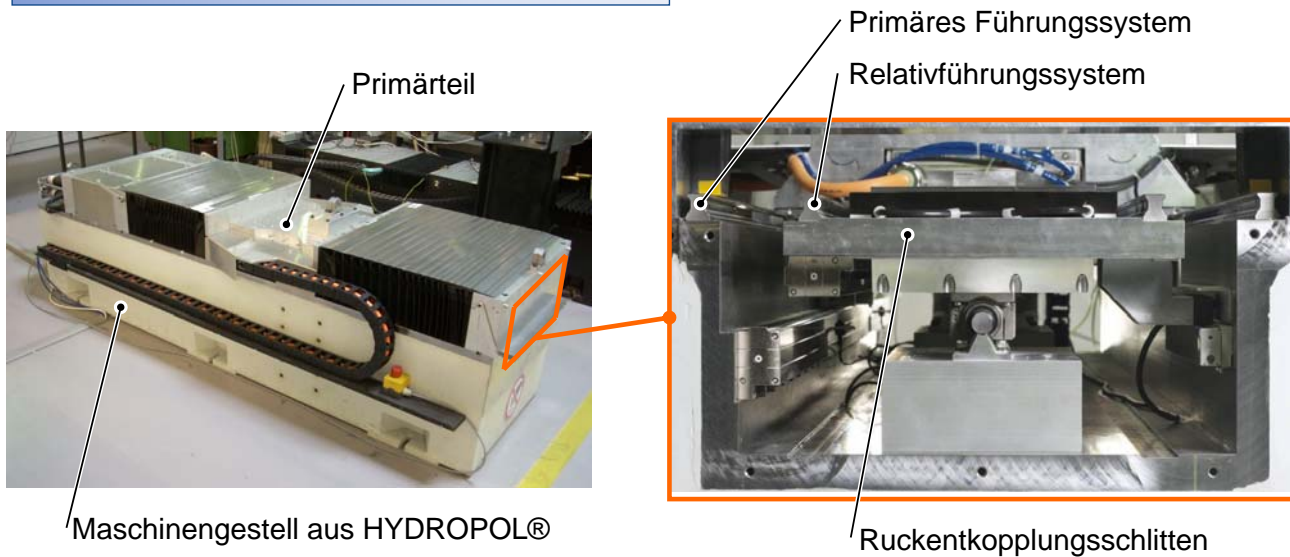 Primäres Führungssystem
Relativführungssystem
Primärteil
Maschinengestell aus HYDROPOL®
Ruckentkopplungsschlitten